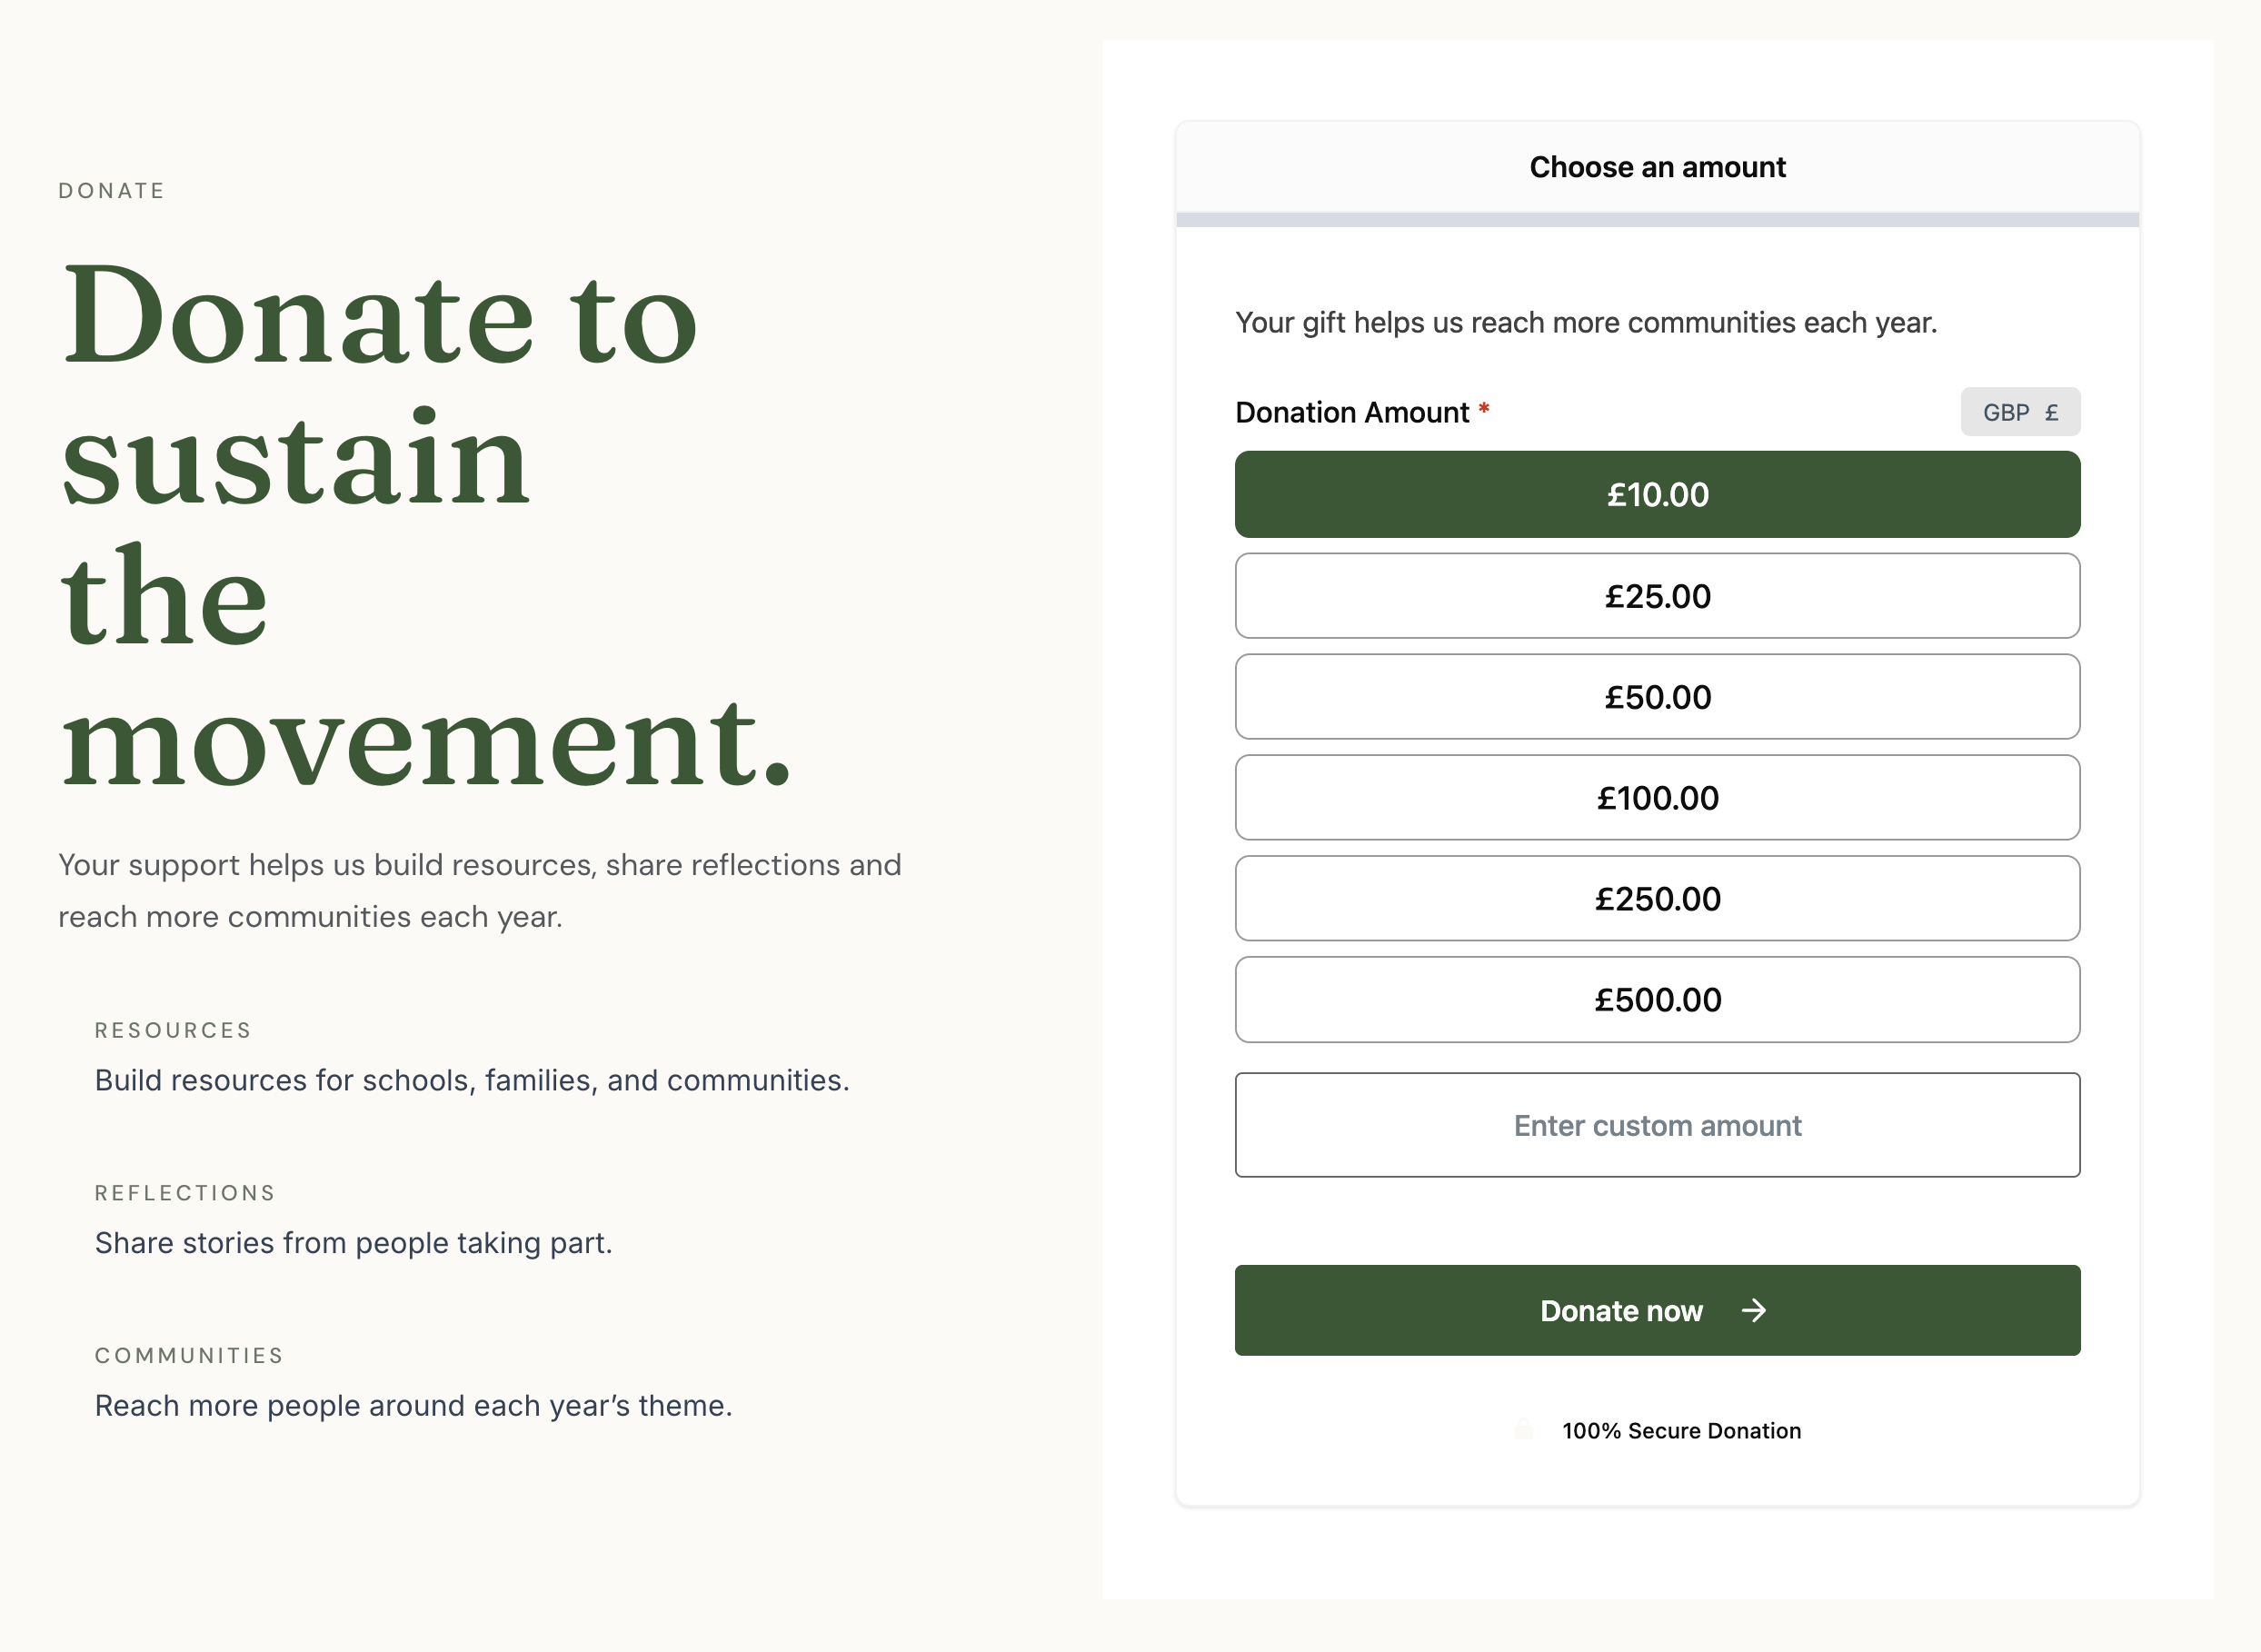 DONATE
Donate to
sustain
the
movement.
Your support helps us build resources, share reflections and
reach more communities each year.
RESOURCES
Build resources for schools, families, and communities.
REFLECTIONS
Share stories from people taking part.
COMMUNITIES
Reach more people around each year’s theme.
Choose an amount
Your gift helps us reach more communities each year.
Donation Amount *
GBP £
£10.00
£25.00
£50.00
£100.00
£250.00
£500.00
Enter custom amount
Donate now →
100% Secure Donation